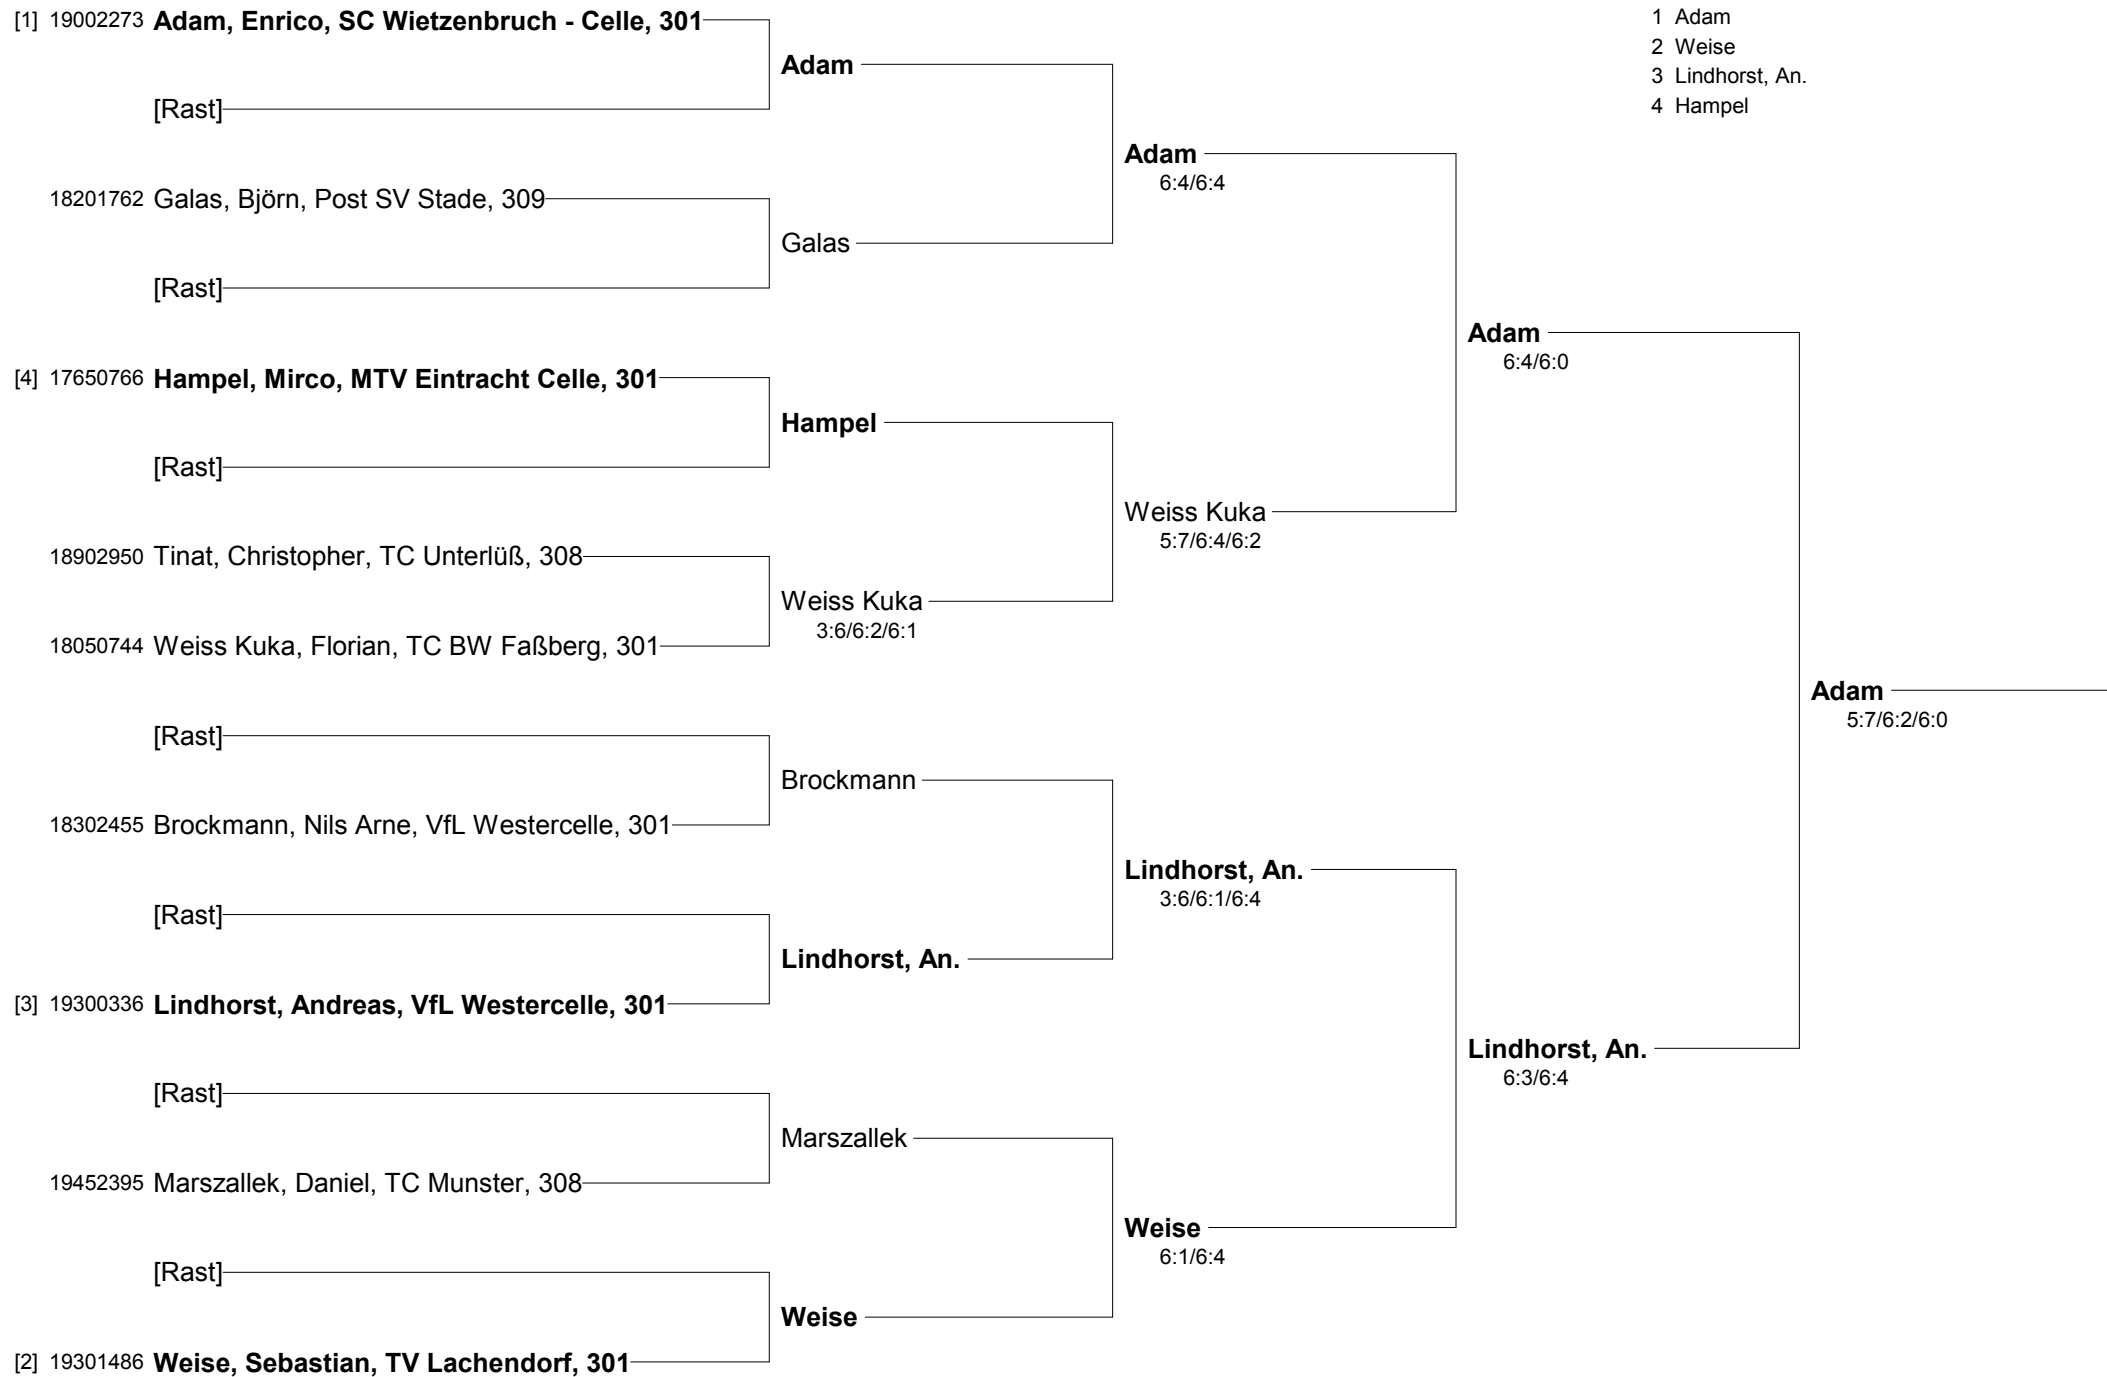 [1] 19002273 Adam, Enrico, SC Wietzenbruch - Celle, 301
[Rast]
18201762 Galas, Björn, Post SV Stade, 309
[Rast]
[4] 17650766 Hampel, Mirco, MTV Eintracht Celle, 301
[Rast]
18902950 Tinat, Christopher, TC Unterlüß, 308
18050744 Weiss Kuka, Florian, TC BW Faßberg, 301
[Rast]
18302455 Brockmann, Nils Arne, VfL Westercelle, 301
[Rast]
[3] 19300336 Lindhorst, Andreas, VfL Westercelle, 301
[Rast]
19452395 Marszallek, Daniel, TC Munster, 308
[Rast]
[2] 19301486 Weise, Sebastian, TV Lachendorf, 301
Adam
Galas
Hampel
Weiss Kuka
3:6/6:2/6:1
Brockmann
Lindhorst, An.
Marszallek
Weise
Adam
6:4/6:4
Weiss Kuka
5:7/6:4/6:2
Lindhorst, An.
3:6/6:1/6:4
Weise
6:1/6:4
Adam
6:4/6:0
Lindhorst, An.
6:3/6:4
Adam
5:7/6:2/6:0
1 Adam
2 Weise
3 Lindhorst, An.
4 Hampel